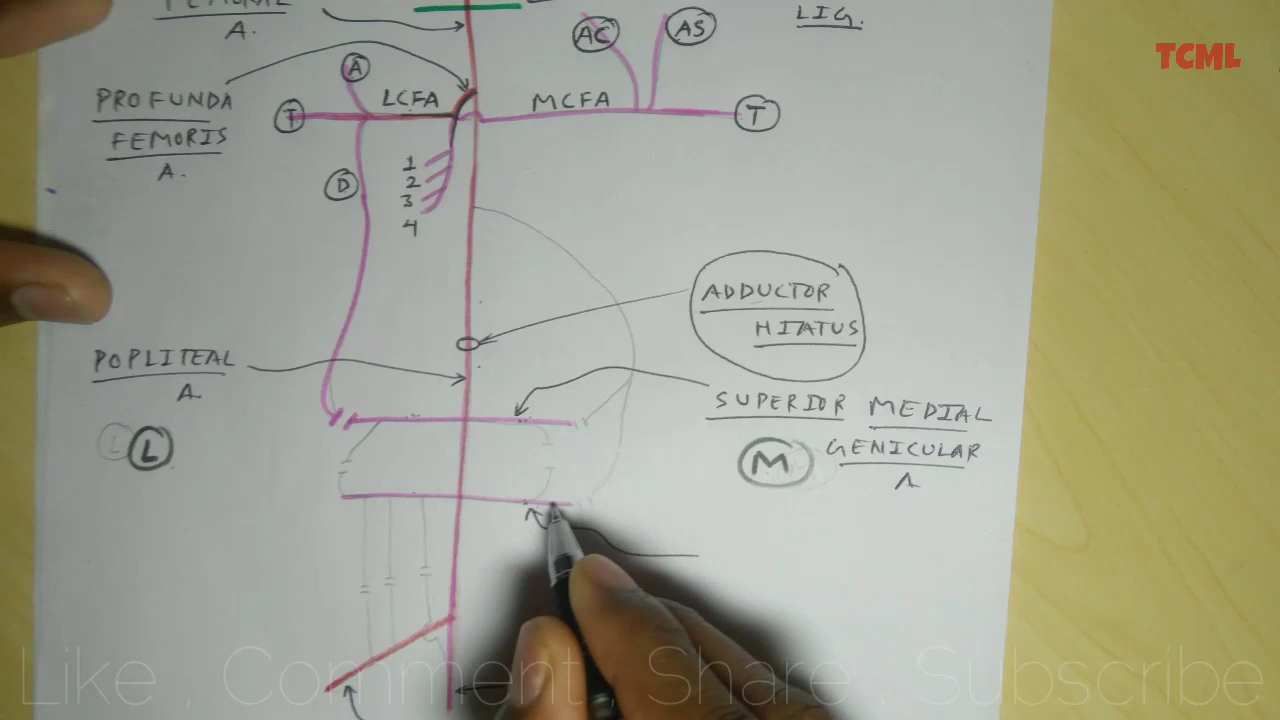 A.
LIG.
TCML
AC
AS
A
PROFUNDA
FEMORIS
A.
T
LCFA
MCFA
T
D
1
2
3
4
ADDUCTOR
HIATUS
POPLITEAL
A
SUPERIOR MEDIAL
GENICULAR
A
L
L
M
Like , Comment , Share , Subscribe